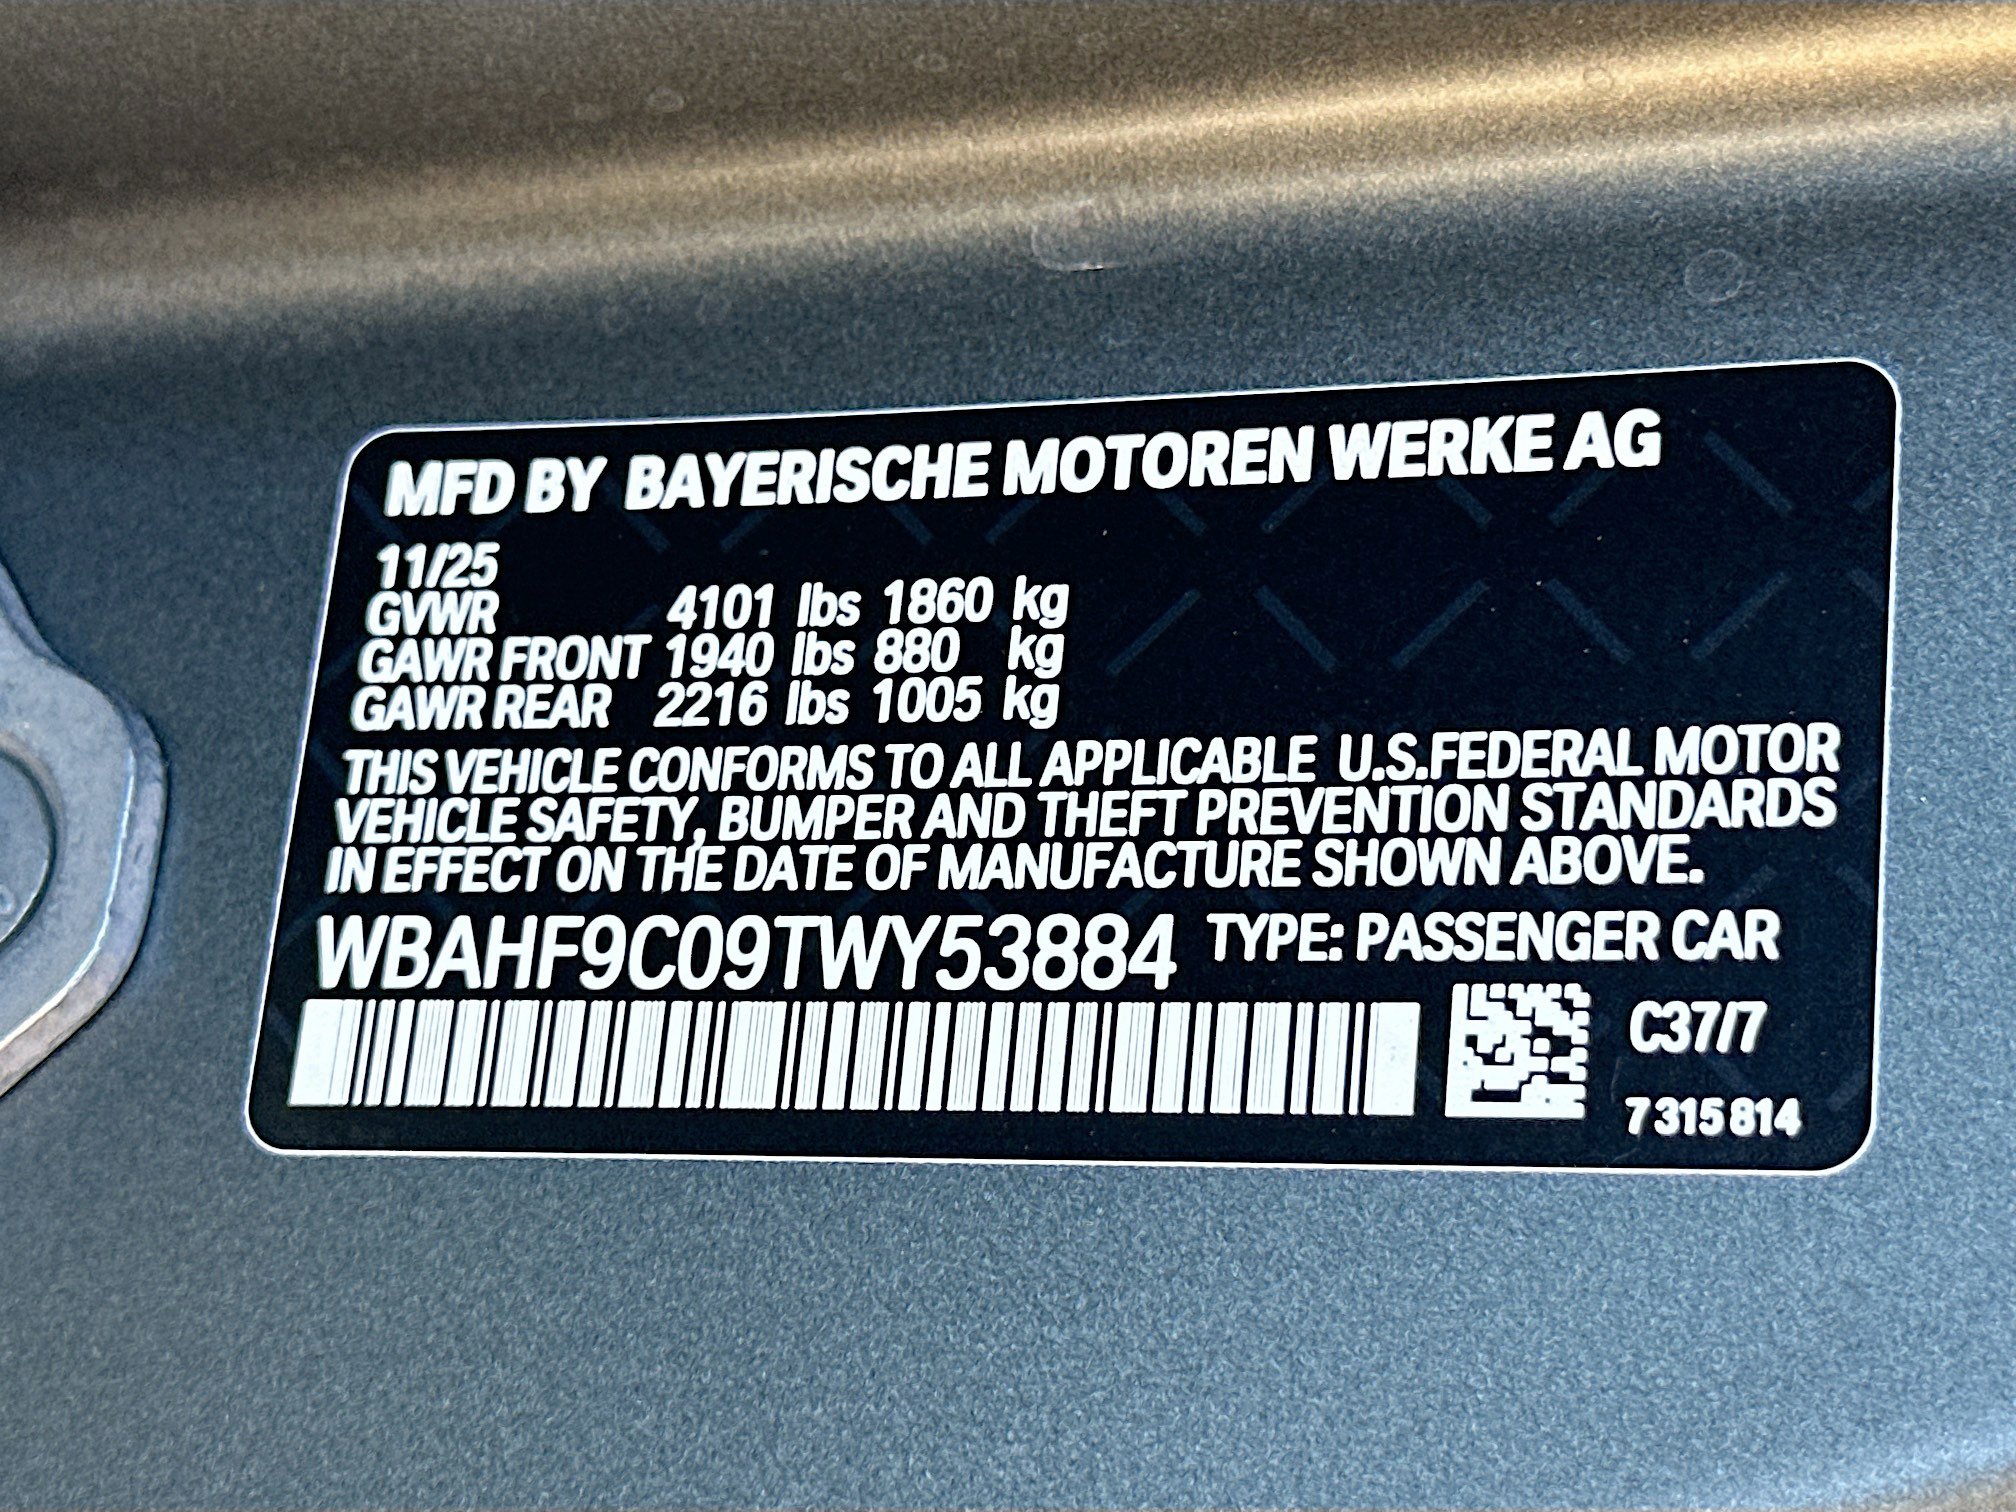 MFD BY BAYERISCHE MOTOREN WERKE AG
11/25
GVWR 4101 lbs 1860 kg
GAWR FRONT 1940 lbs 880 kg
GAWR REAR 2216 lbs 1005 kg
THIS VEHICLE CONFORMS TO ALL APPLICABLE U.S.FEDERAL MOTOR
VEHICLE SAFETY, BUMPER AND THEFT PREVENTION STANDARDS
IN EFFECT ON THE DATE OF MANUFACTURE SHOWN ABOVE.
WBAHF9C09TWY53884 TYPE: PASSENGER CAR
C37/7
7 315 814